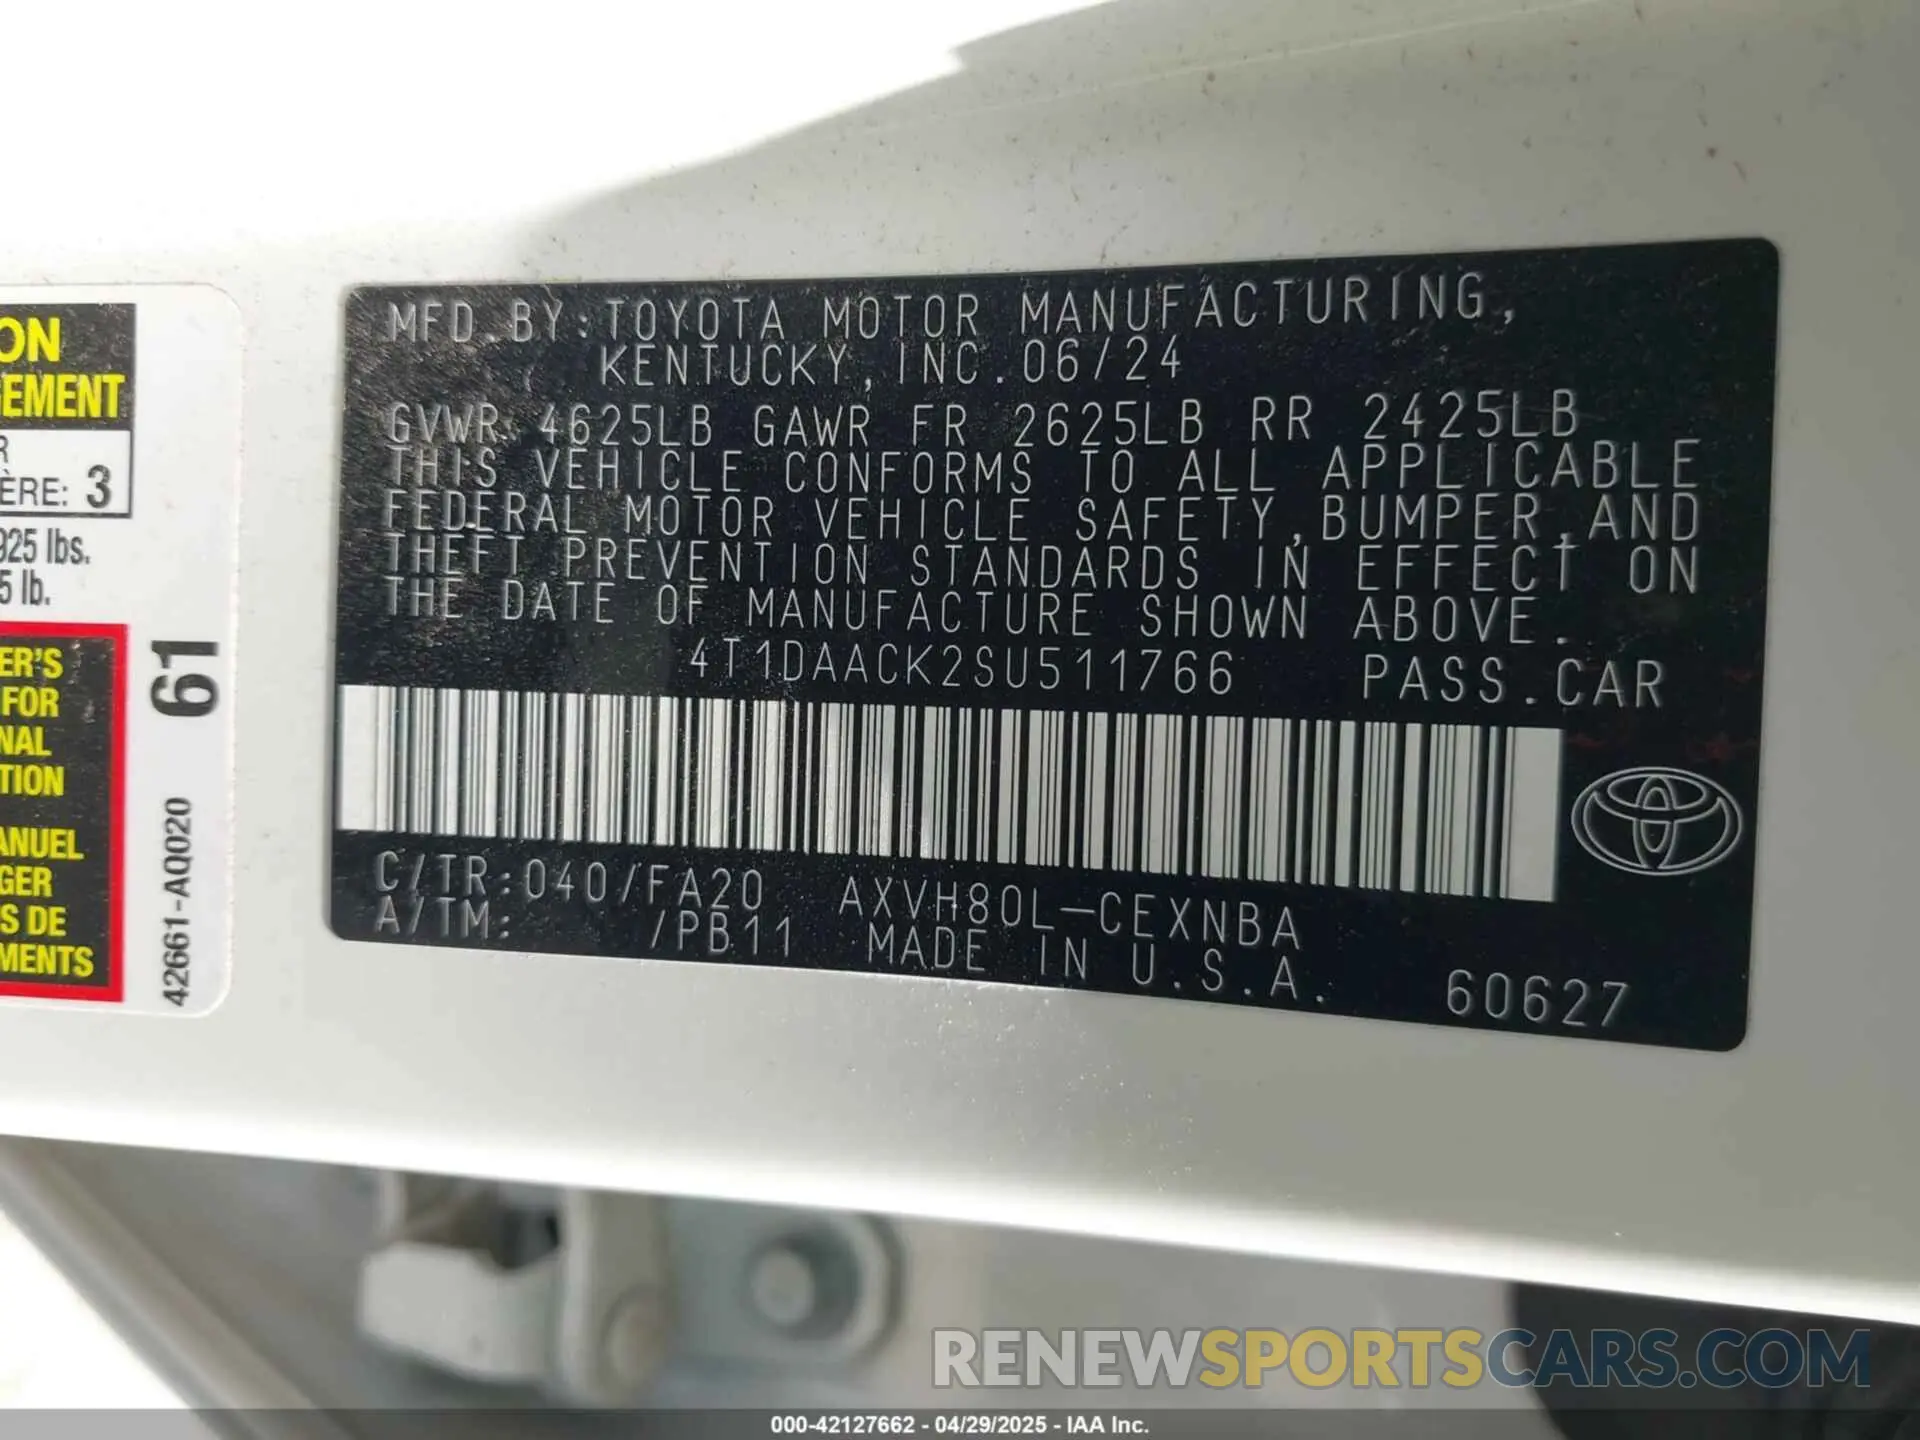 ON
GEMENT
R
ÈRE: 3
925 lbs.
5 lb.
ER'S
FOR
NAL
TION
ANUEL
GER
S DE
MENTS
61
42661-AQ020
MFD.BY:TOYOTA MOTOR MANUFACTURING,
KENTUCKY, INC. 06/24
GVWR 4625LB GAWR FR 2625LB RR 2425LB
THIS VEHICLE CONFORMS TO ALL APPLICABLE
FEDERAL MOTOR VEHICLE SAFETY,BUMPER,AND
THEFT PREVENTION STANDARDS IN EFFECT ON
THE DATE OF MANUFACTURE SHOWN ABOVE.
4T1DAACK2SU511766 PASS.CAR
C/TR:040/FA20 AXVH80L-CEXNBA
A/TM: /PB11 MADE IN U.S.A.
60627
RENEWSPORTSCARS.COM
000-42127662 - 04/29/2025 - IAA Inc.